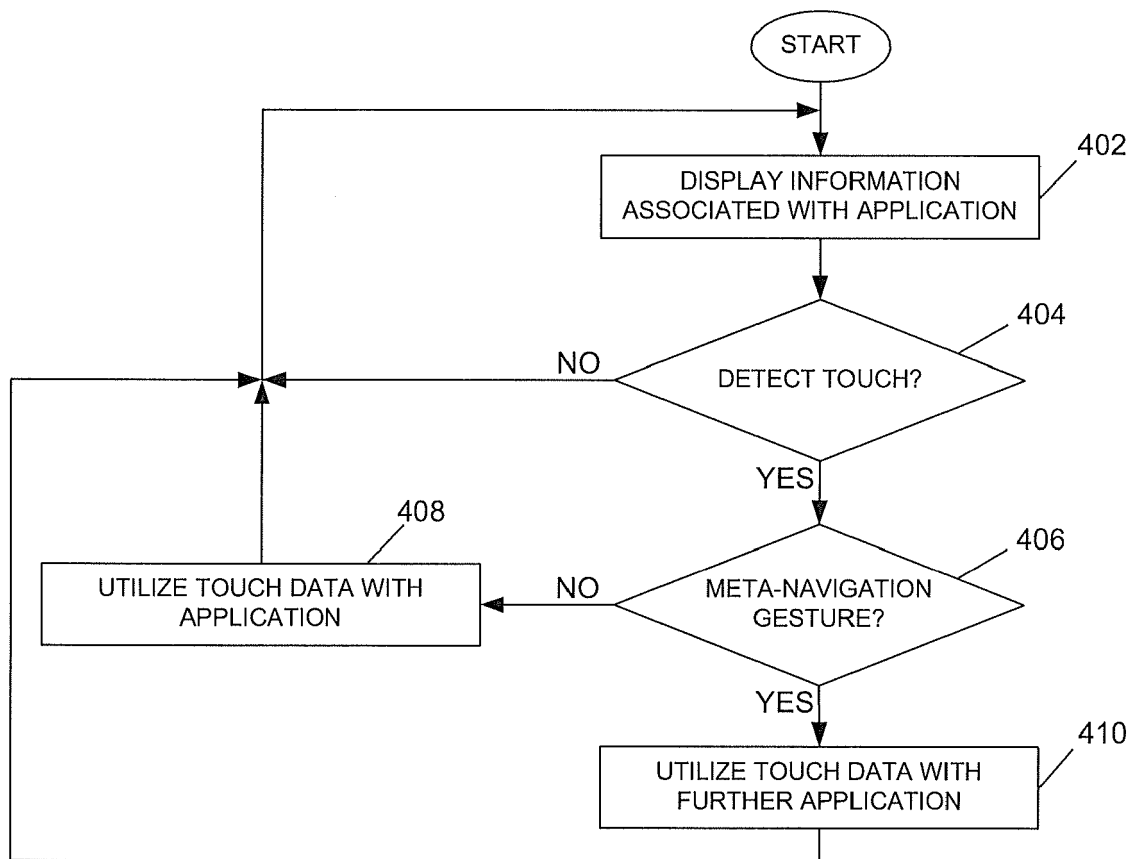 START
402
DISPLAY INFORMATION
ASSOCIATED WITH APPLICATION
404
NO
DETECT TOUCH?
YES
408
406
UTILIZE TOUCH DATA WITH
APPLICATION
NO
META-NAVIGATION
GESTURE?
YES
410
UTILIZE TOUCH DATA WITH
FURTHER APPLICATION